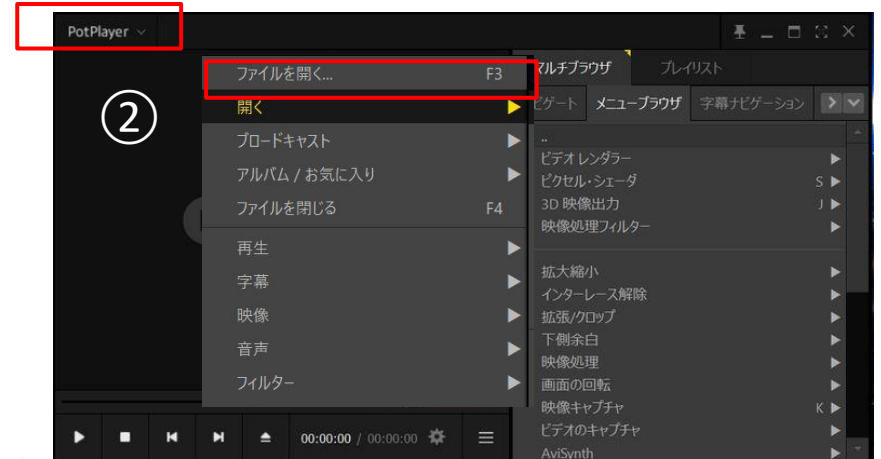 PotPlayer
②
ファイルを開く... F3
開く
ブロードキャスト
アルバム / お気に入り
ファイルを閉じる F4
再生
字幕
映像
音声
フィルター
00:00:00 / 00:00:00
マルチブラウザ プレイリスト
ビゲート メニューブラウザ 字幕ナビゲーション
..
ビデオ レンダラー
ピクセル・シェーダ S
3D 映像出力 J
映像処理フィルター
拡大縮小
インターレース解除
拡張/クロップ
下側余白
映像処理
画面の回転
映像キャプチャ K
ビデオのキャプチャ
AviSynth